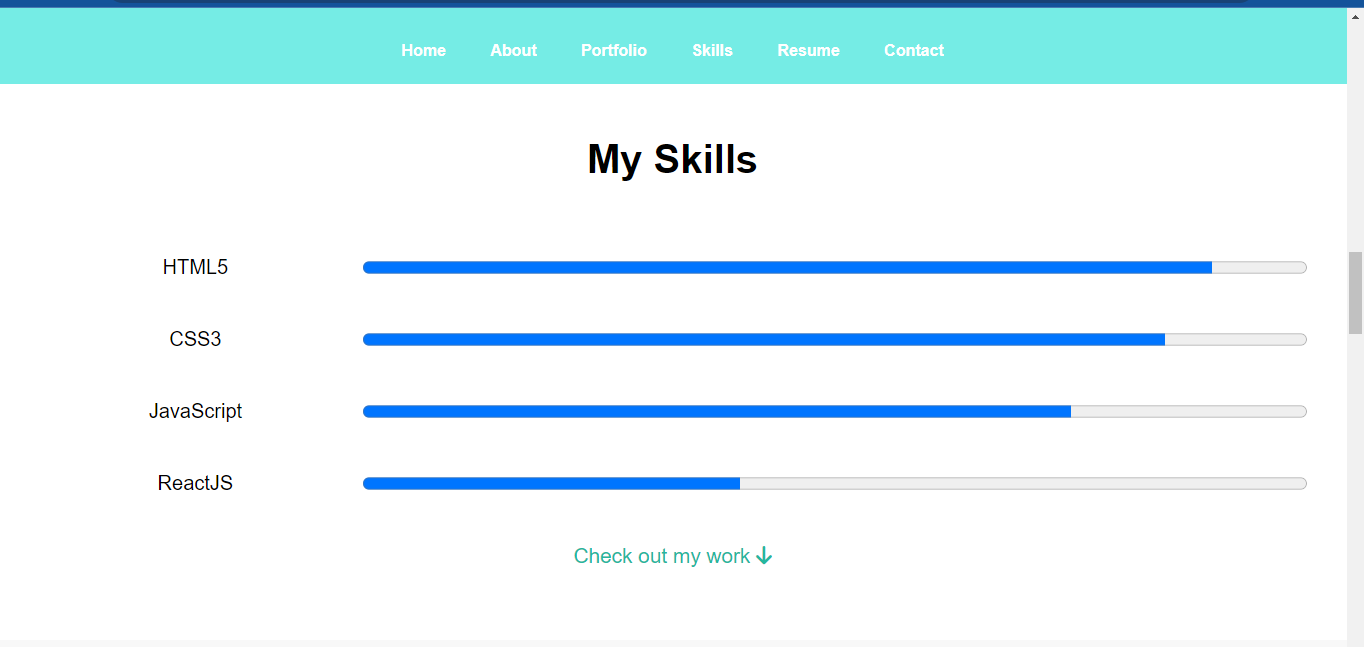 Home About Portfolio Skills Resume Contact
My Skills
HTML5
CSS3
JavaScript
ReactJS
Check out my work